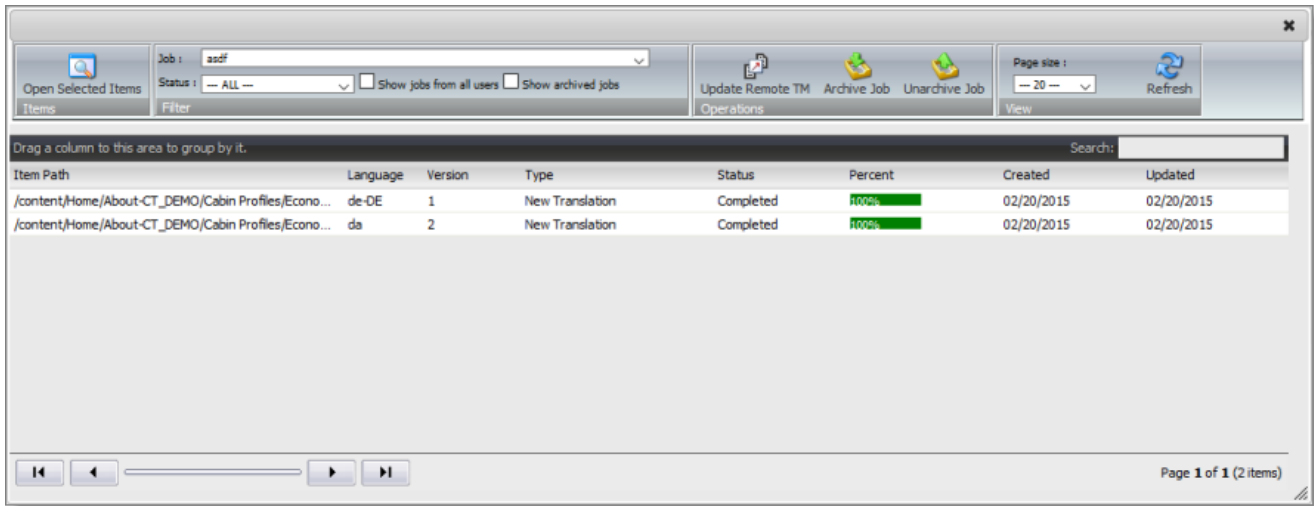 Job : asdf
Open Selected Items Status : --- ALL --- Show jobs from all users Show archived jobs Update Remote TM Archive Job Unarchive Job Page size : --- 20 --- Refresh
Items Filter Operations View
Drag a column to this area to group by it. Search:
Item Path Language Version Type Status Percent Created Updated
/content/Home/About-CT_DEMO/Cabin Profiles/Econo... de-DE 1 New Translation Completed 100% 02/20/2015 02/20/2015
/content/Home/About-CT_DEMO/Cabin Profiles/Econo... da 2 New Translation Completed 100% 02/20/2015 02/20/2015
Page 1 of 1 (2 items)